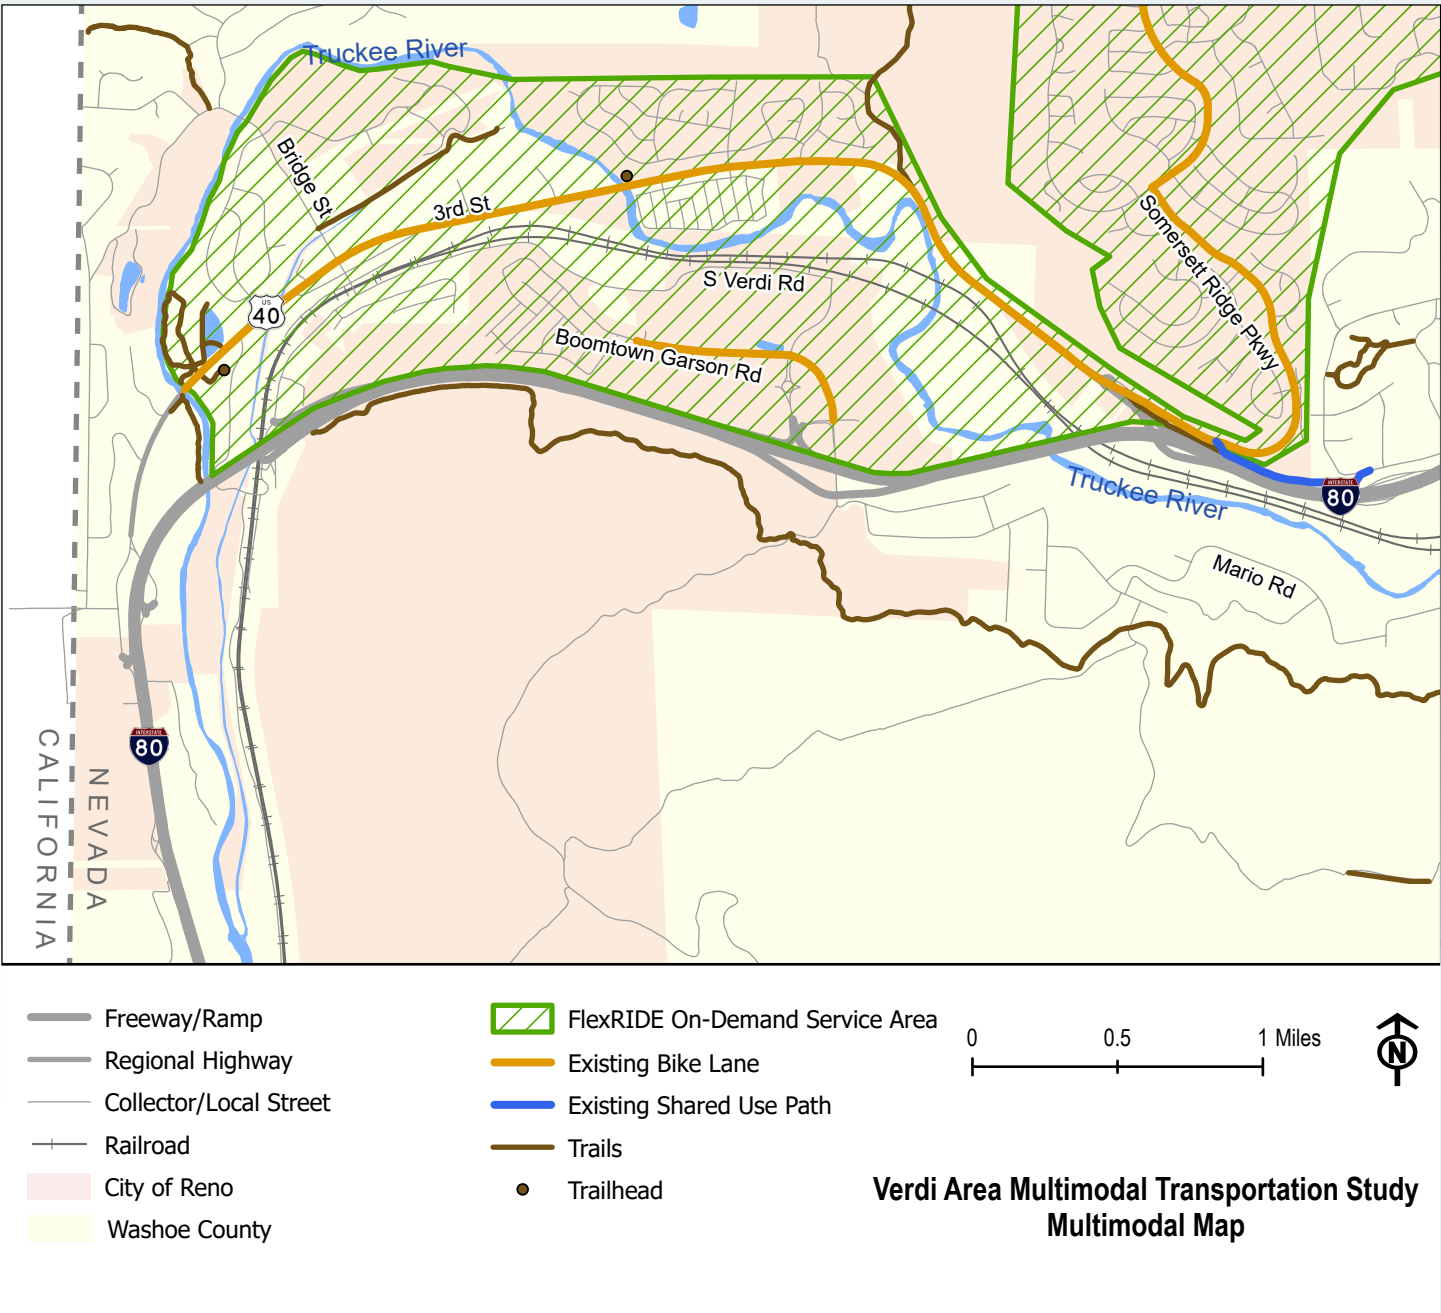 Truckee River
Bridge St
3rd St
US
40
S Verdi Rd
Boomtown Garson Rd
Somersett Ridge Pkwy
Truckee River
INTERSTATE
80
Mario Rd
INTERSTATE
80
CALIFORNIA
NEVADA
Freeway/Ramp
Regional Highway
Collector/Local Street
Railroad
City of Reno
Washoe County
FlexRIDE On-Demand Service Area
Existing Bike Lane
Existing Shared Use Path
Trails
Trailhead
0 0.5 1 Miles
N
Verdi Area Multimodal Transportation Study
Multimodal Map